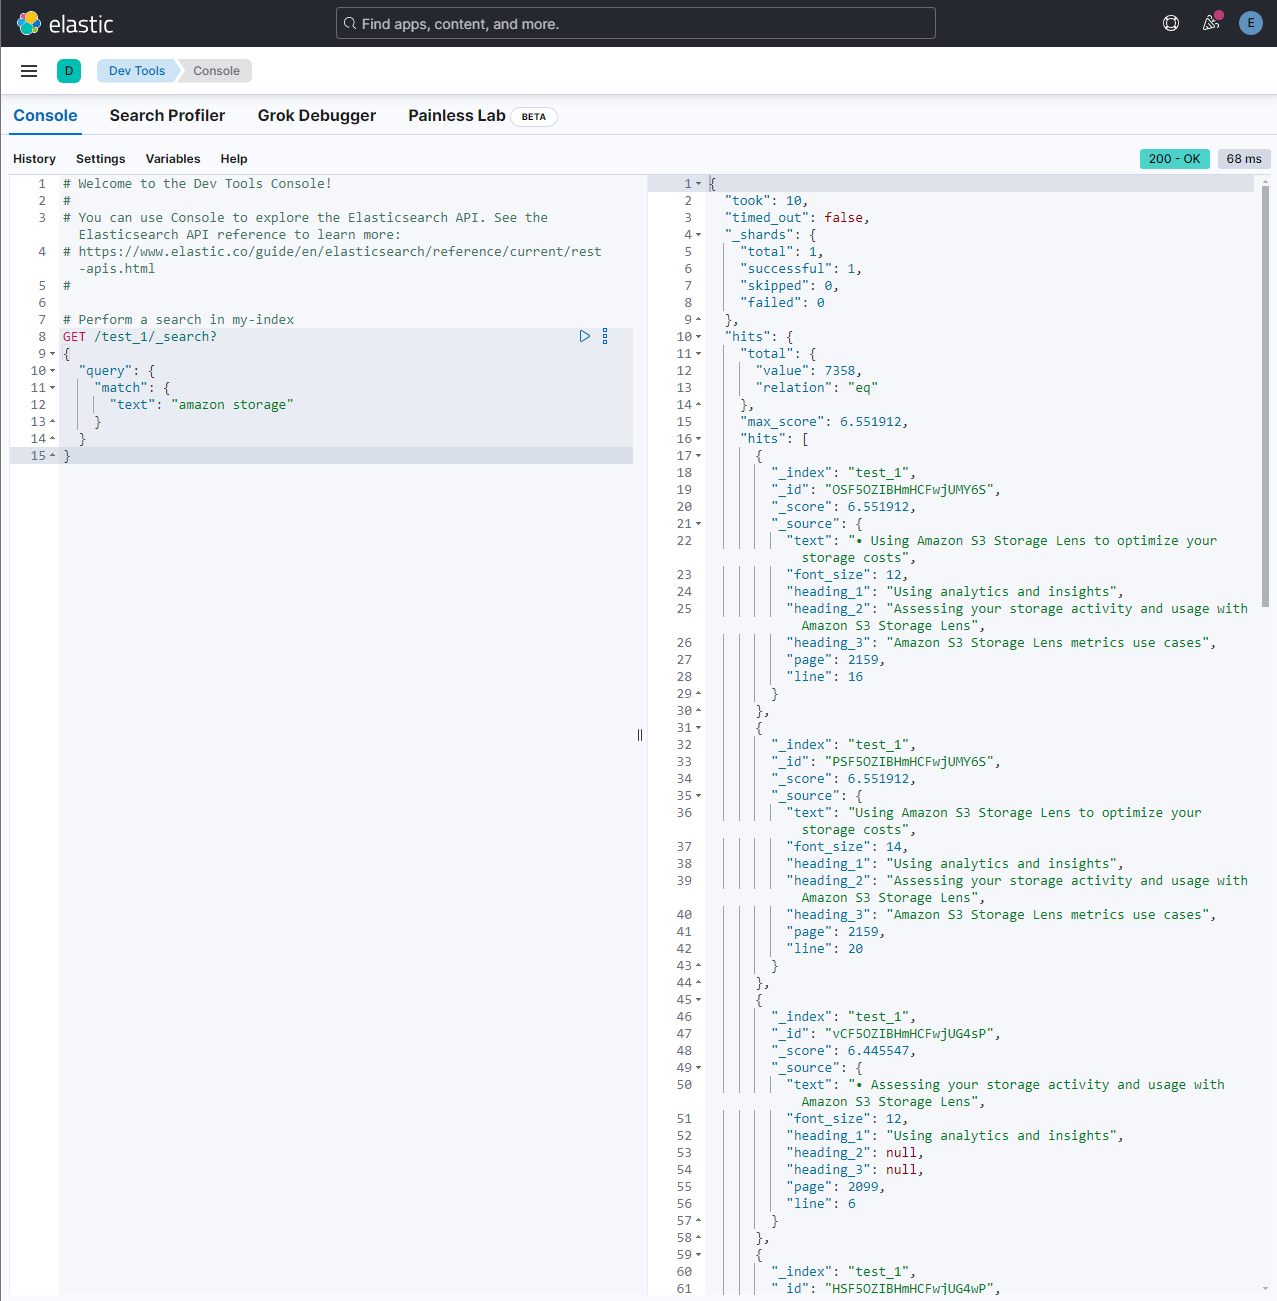 elastic
Find apps, content, and more.
E
D
Dev Tools
Console
Console
Search Profiler
Grok Debugger
Painless Lab
BETA
History
Settings
Variables
Help
200 - OK
68 ms
1 # Welcome to the Dev Tools Console!
2 #
3 # You can use Console to explore the Elasticsearch API. See the
Elasticsearch API reference to learn more:
4 # https://www.elastic.co/guide/en/elasticsearch/reference/current/rest
-apis.html
5 #
6
7 # Perform a search in my-index
8 GET /test_1/_search?
9 {
10 "query": {
11 "match": {
12 "text": "amazon storage"
13 }
14 }
15 }
1 {
2 "took": 10,
3 "timed_out": false,
4 "_shards": {
5 "total": 1,
6 "successful": 1,
7 "skipped": 0,
8 "failed": 0
9 },
10 "hits": {
11 "total": {
12 "value": 7358,
13 "relation": "eq"
14 },
15 "max_score": 6.551912,
16 "hits": [
17 {
18 "_index": "test_1",
19 "_id": "OSF5OZIBHmHCFwjUMY6S",
20 "_score": 6.551912,
21 "_source": {
22 "text": "• Using Amazon S3 Storage Lens to optimize your
storage costs",
23 "font_size": 12,
24 "heading_1": "Using analytics and insights",
25 "heading_2": "Assessing your storage activity and usage with
Amazon S3 Storage Lens",
26 "heading_3": "Amazon S3 Storage Lens metrics use cases",
27 "page": 2159,
28 "line": 16
29 }
30 },
31 {
32 "_index": "test_1",
33 "_id": "PSF5OZIBHmHCFwjUMY6S",
34 "_score": 6.551912,
35 "_source": {
36 "text": "Using Amazon S3 Storage Lens to optimize your
storage costs",
37 "font_size": 14,
38 "heading_1": "Using analytics and insights",
39 "heading_2": "Assessing your storage activity and usage with
Amazon S3 Storage Lens",
40 "heading_3": "Amazon S3 Storage Lens metrics use cases",
41 "page": 2159,
42 "line": 20
43 }
44 },
45 {
46 "_index": "test_1",
47 "_id": "vCF5OZIBHmHCFwjUG4sP",
48 "_score": 6.445547,
49 "_source": {
50 "text": "• Assessing your storage activity and usage with
Amazon S3 Storage Lens",
51 "font_size": 12,
52 "heading_1": "Using analytics and insights",
53 "heading_2": null,
54 "heading_3": null,
55 "page": 2099,
56 "line": 6
57 }
58 },
59 {
60 "_index": "test_1",
61 "_id": "HSF5OZIBHmHCFwjUG4wP",